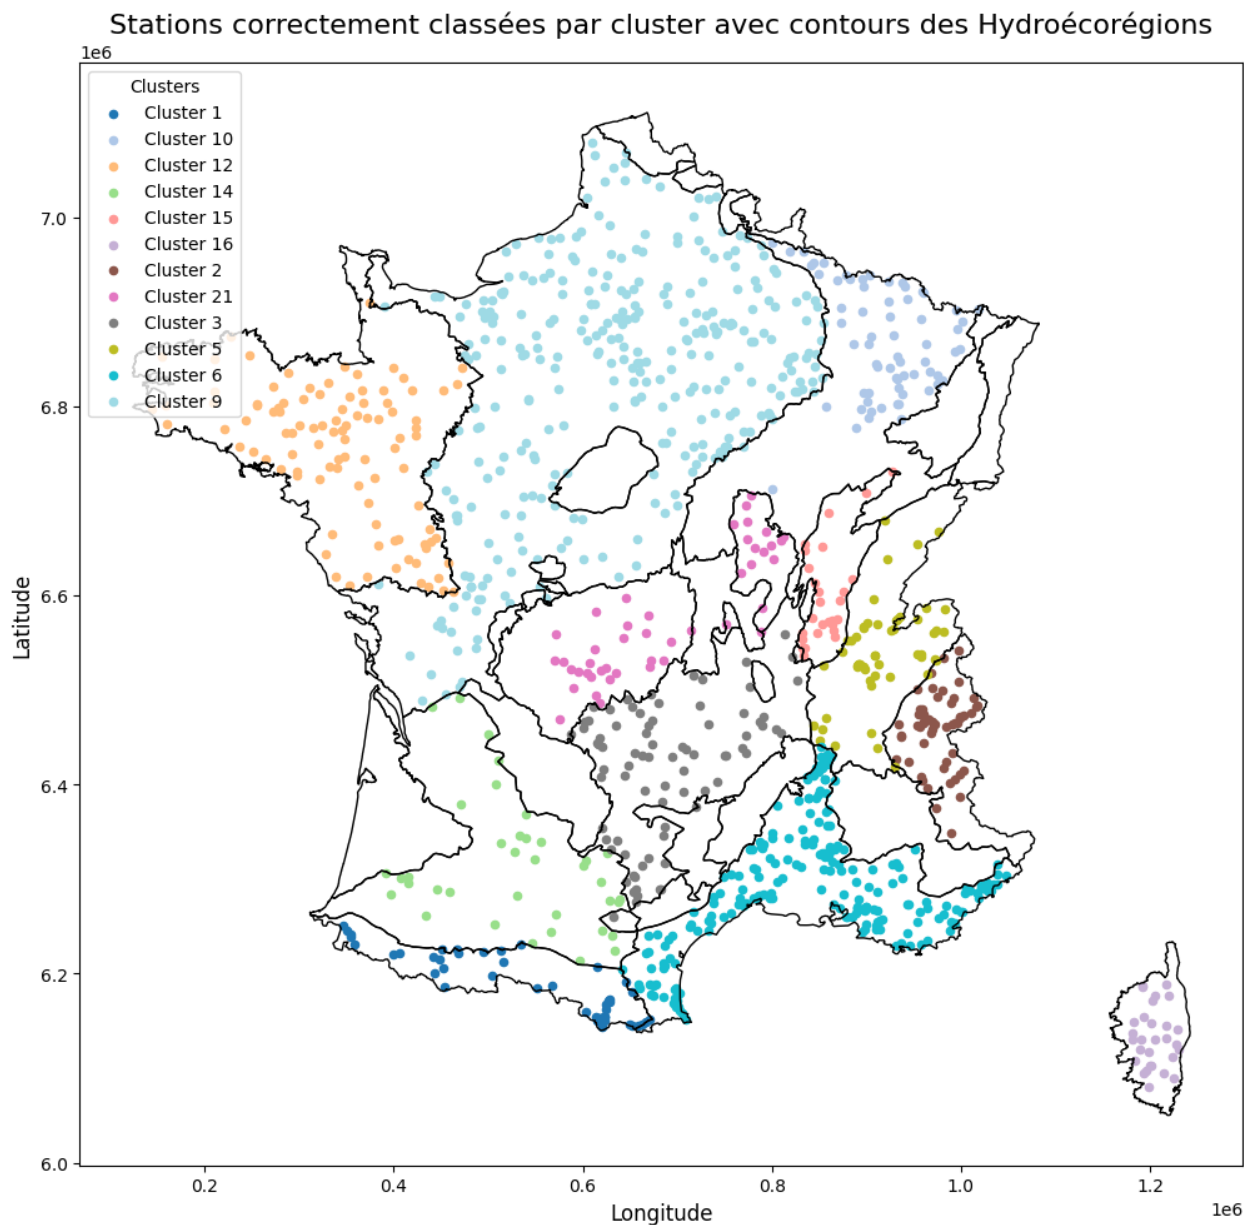 Stations correctement classées par cluster avec contours des Hydroécorégions
1e6
Clusters
Cluster 1
Cluster 10
Cluster 12
Cluster 14
Cluster 15
Cluster 16
Cluster 2
Cluster 21
Cluster 3
Cluster 5
Cluster 6
Cluster 9
7.0
6.8
6.6
6.4
6.2
6.0
Latitude
0.2 0.4 0.6 0.8 1.0 1.2
1e6
Longitude